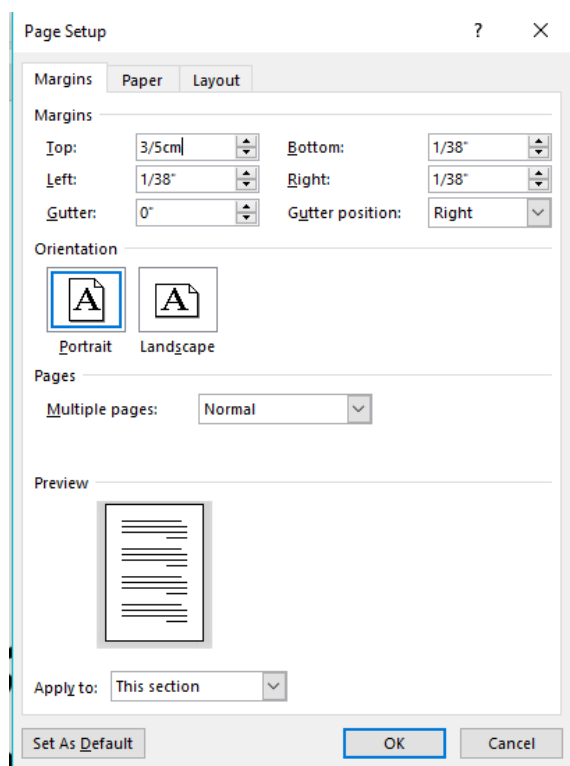 Page Setup ? ×
Margins Paper Layout
Margins
Top: 3/5cm Bottom: 1/38"
Left: 1/38" Right: 1/38"
Gutter: 0" Gutter position: Right
Orientation
A A
Portrait Landscape
Pages
Multiple pages: Normal
Preview
Apply to: This section
Set As Default OK Cancel